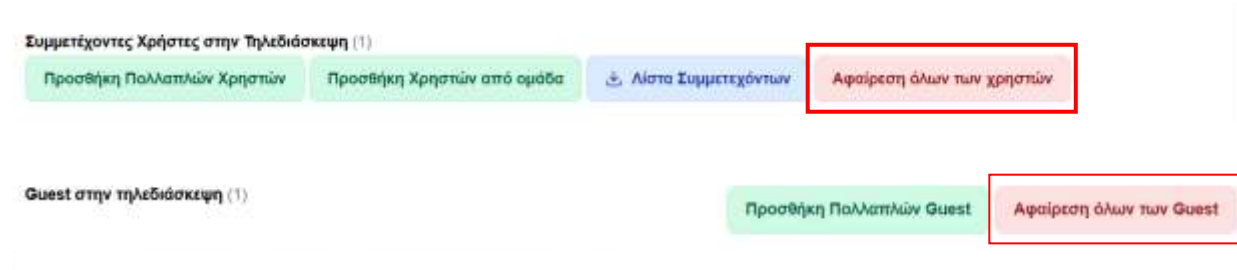 Συμμετέχοντες Χρήστες στην Τηλεδιάσκεψη (1)
Προσθήκη Πολλαπλών Χρηστών Προσθήκη Χρηστών από ομάδα Λίστα Συμμετεχόντων Αφαίρεση όλων των χρηστών
Guest στην τηλεδιάσκεψη (1)
Προσθήκη Πολλαπλών Guest Αφαίρεση όλων των Guest